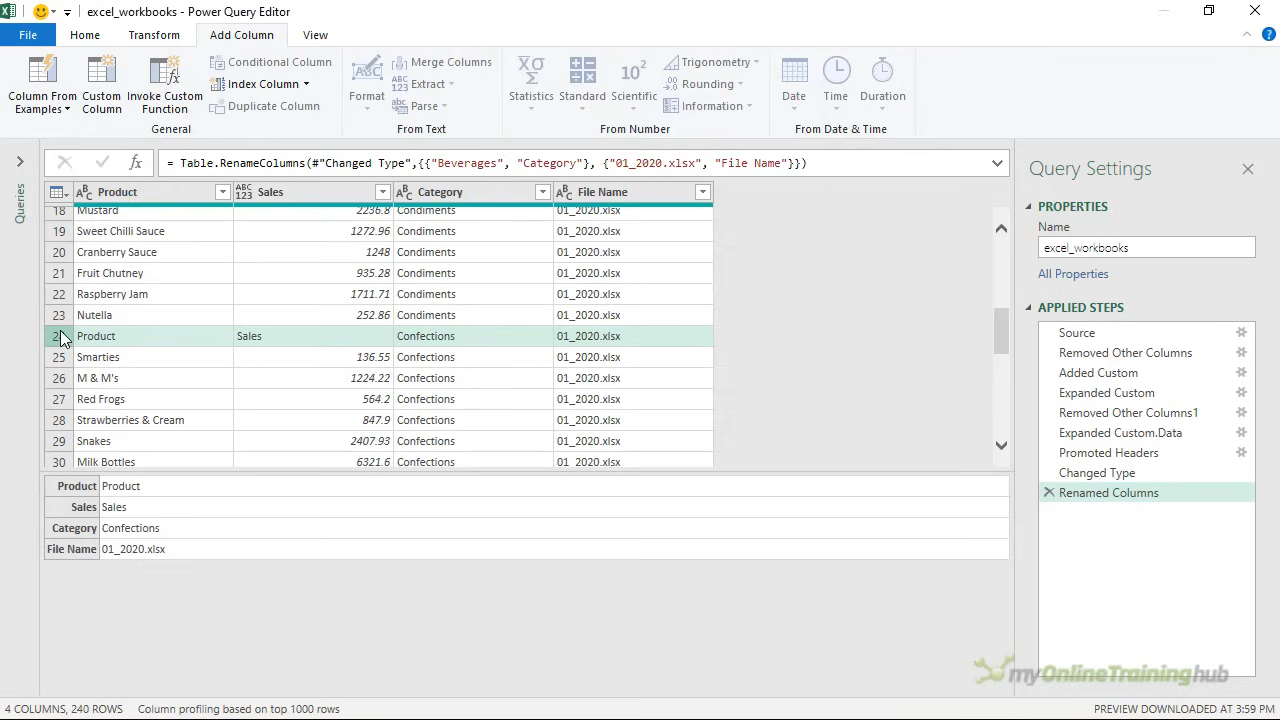 excel_workbooks - Power Query Editor
File Home Transform Add Column View
Column From Examples
Custom Column
Invoke Custom Function
Conditional Column
Index Column
Duplicate Column
General
Format
Merge Columns
Extract
Parse
From Text
Statistics
Standard
Scientific
Trigonometry
Rounding
Information
From Number
Date
Time
Duration
From Date & Time
Queries
= Table.RenameColumns(#"Changed Type",{{"Beverages", "Category"}, {"01_2020.xlsx", "File Name"}})
Product Sales Category File Name
18 Mustard 2236.8 Condiments 01_2020.xlsx
19 Sweet Chilli Sauce 1272.96 Condiments 01_2020.xlsx
20 Cranberry Sauce 1248 Condiments 01_2020.xlsx
21 Fruit Chutney 935.28 Condiments 01_2020.xlsx
22 Raspberry Jam 1711.71 Condiments 01_2020.xlsx
23 Nutella 252.86 Condiments 01_2020.xlsx
Product Sales Confections 01_2020.xlsx
25 Smarties 136.55 Confections 01_2020.xlsx
26 M & M's 1224.22 Confections 01_2020.xlsx
27 Red Frogs 564.2 Confections 01_2020.xlsx
28 Strawberries & Cream 847.9 Confections 01_2020.xlsx
29 Snakes 2407.93 Confections 01_2020.xlsx
30 Milk Bottles 6321.6 Confections 01_2020.xlsx
Product Product
Sales Sales
Category Confections
File Name 01_2020.xlsx
Query Settings
PROPERTIES
Name
excel_workbooks
All Properties
APPLIED STEPS
Source
Removed Other Columns
Added Custom
Expanded Custom
Removed Other Columns1
Expanded Custom.Data
Promoted Headers
Changed Type
Renamed Columns
myOnlineTraininghub
4 COLUMNS, 240 ROWS Column profiling based on top 1000 rows PREVIEW DOWNLOADED AT 3:59 PM